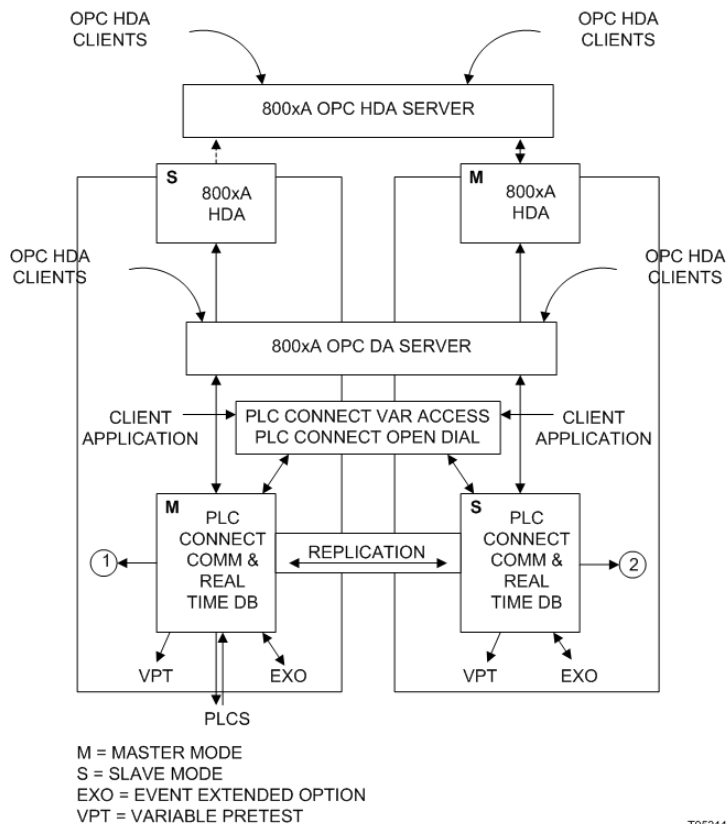 OPC HDA
CLIENTS
OPC HDA
CLIENTS
800xA OPC HDA SERVER
S
800xA
HDA
M
800xA
HDA
OPC HDA
CLIENTS
OPC HDA
CLIENTS
800xA OPC DA SERVER
CLIENT
APPLICATION
PLC CONNECT VAR ACCESS
PLC CONNECT OPEN DIAL
CLIENT
APPLICATION
M
PLC
CONNECT
COMM &
REAL
TIME DB
S
PLC
CONNECT
COMM &
REAL
TIME DB
1
REPLICATION
2
VPT
EXO
VPT
EXO
PLCS
M = MASTER MODE
S = SLAVE MODE
EXO = EVENT EXTENDED OPTION
VPT = VARIABLE PRETEST